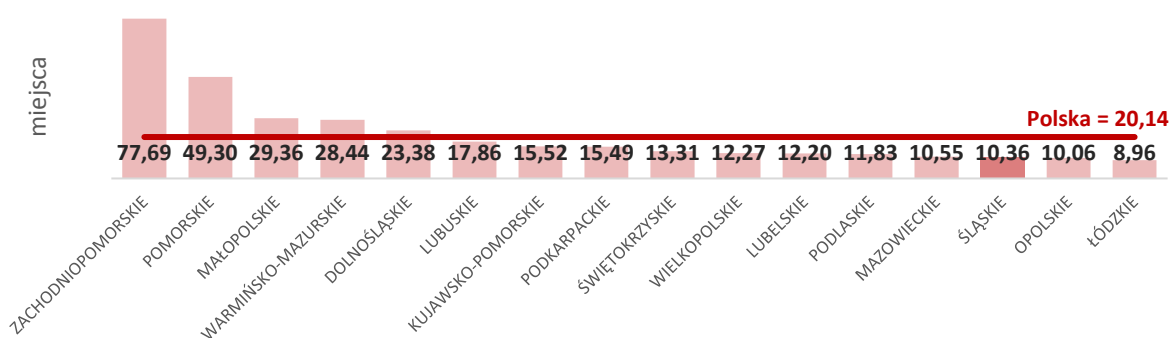 miejsca
Polska = 20,14
77,69 49,30 29,36 28,44 23,38 17,86 15,52 15,49 13,31 12,27 12,20 11,83 10,55 10,36 10,06 8,96
ZACHODNIOPOMORSKIE
POMORSKIE
MAŁOPOLSKIE
WARMIŃSKO-MAZURSKIE
DOLNOŚLĄSKIE
LUBUSKIE
KUJAWSKO-POMORSKIE
PODKARPACKIE
ŚWIĘTOKRZYSKIE
WIELKOPOLSKIE
LUBELSKIE
PODLASKIE
MAZOWIECKIE
ŚLĄSKIE
OPOLSKIE
ŁÓDZKIE